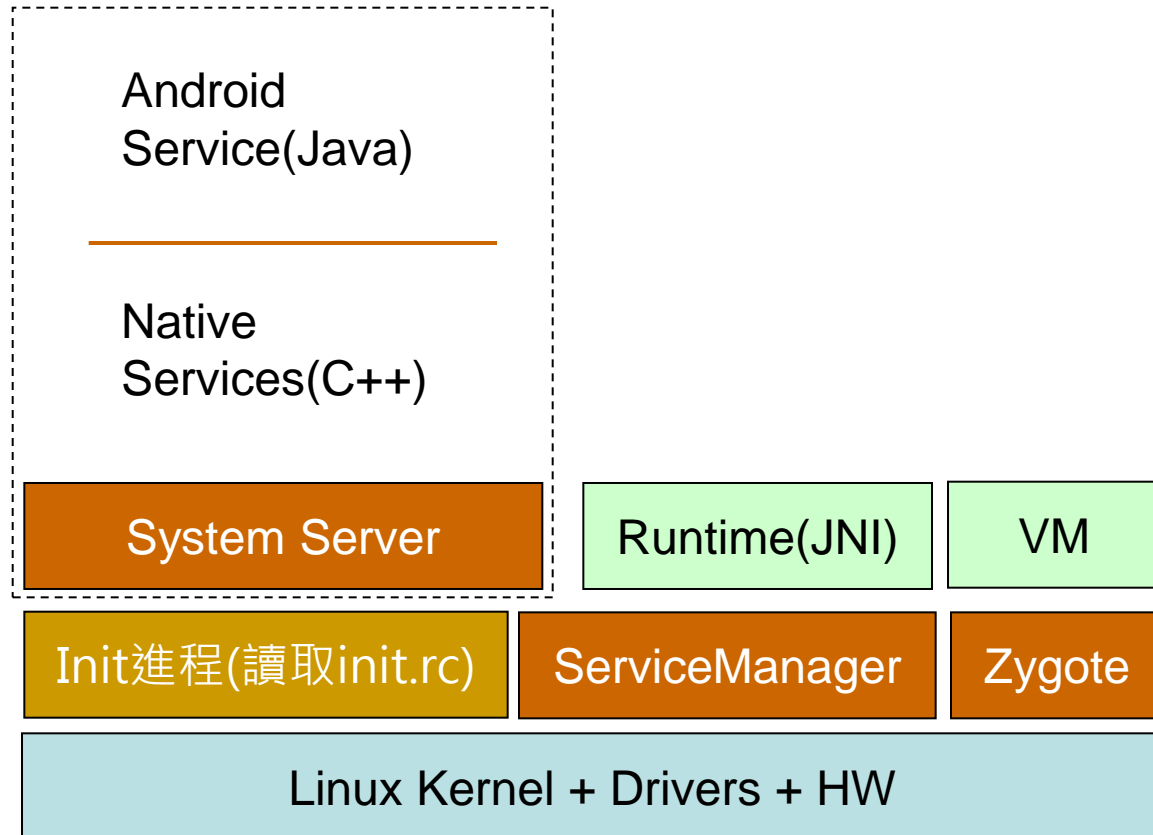 Android
Service(Java)
Native
Services(C++)
System Server
Runtime(JNI)
VM
Init進程(讀取init.rc)
ServiceManager
Zygote
Linux Kernel + Drivers + HW